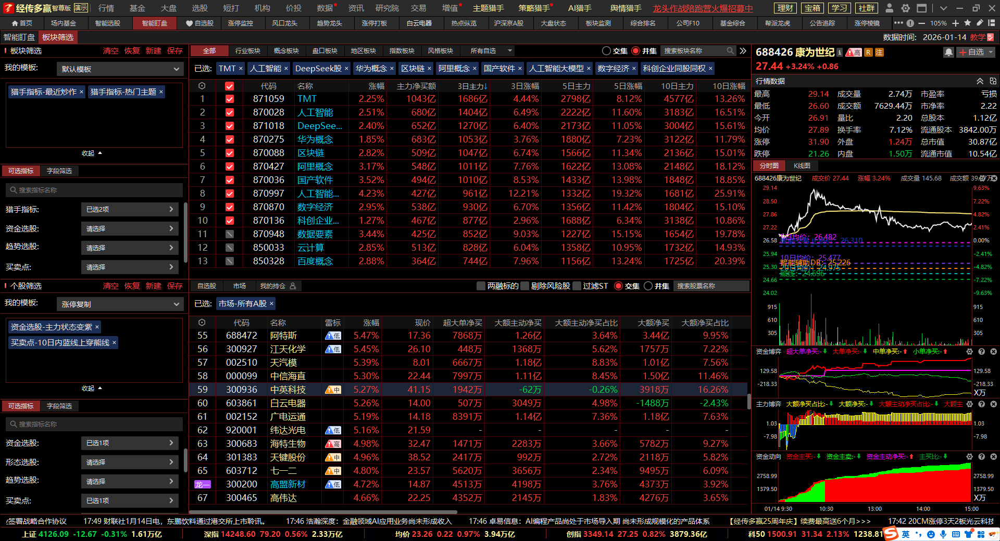 经传多赢 智尊版 演示 行情 基金 大盘 选股 短打 机构 价投 数据 资讯 研究院 交易 增值 主题猎手 策略猎手 AI猎手 舆情猎手 龙头作战陪跑营火爆招募中 理财 宝箱 学习 社群
首页 场内基金 智能选股 智能盯盘 自选股 涨停监控 风口龙头 趋势龙头 涨停打板 白云电器 热点纵览 沪深京A股 大盘状态 板块监测 综合排名 公司F10 基金综合 帮派龙虎 公告追踪 涨停棱镜 105%
智能盯盘 板块筛选 数据时间: 2026-01-14 教学
板块筛选 清空 恢复 新建 保存
我的模板: 默认模板
猎手指标-最近炒作 × 猎手指标-热门主题 ×
收起
可选指标 字段筛选
搜索指标名称
猎手指标: 已选2项
资金选股: 请选择
趋势选股: 请选择
买卖点: 请选择
个股筛选 清空 恢复 新建 保存
我的模板: 涨停复制
资金选股-主力状态变紫 ×
买卖点-10日内蓝线上穿熊线 ×
收起
可选指标 字段筛选
搜索指标名称
资金选股: 已选1项
形态选股: 请选择
趋势选股: 请选择
买卖点: 已选1项
全部 行业板块 概念板块 盘口板块 地区板块 指数板块 风格板块 所有自选 交集 并集 搜索板块名称
已选: TMT × 人工智能 × DeepSeek股 × 华为概念 × 区块链 × 阿里概念 × 国产软件 × 人工智能大模型 × 数字经济 × 科创企业同股同权 ×
代码 名称 涨幅 主力净买额 3日主力↓ 3日涨幅 5日主力 5日涨幅 10日主力 10日涨幅
1 871059 TMT 2.25% 1043亿 1686亿 4.44% 2798亿 8.12% 4577亿 13.26%
2 870028 人工智能 2.51% 680亿 1404亿 6.49% 2222亿 11.60% 3183亿 16.51%
3 871018 DeepSee... 2.40% 652亿 1270亿 6.40% 2173亿 11.05% 3004亿 15.61%
4 870275 华为概念 1.85% 683亿 1053亿 3.76% 1880亿 7.23% 3122亿 11.79%
5 870088 区块链 2.82% 509亿 1047亿 6.74% 1566亿 11.34% 2136亿 15.01%
6 870427 阿里概念 3.17% 548亿 1011亿 7.76% 1622亿 13.08% 2148亿 18.12%
7 870036 国产软件 3.52% 494亿 1010亿 8.53% 1433亿 13.98% 1848亿 18.85%
8 870997 人工智能... 4.23% 427亿 961亿 12.21% 1332亿 19.32% 1681亿 25.91%
9 870870 数字经济 2.95% 538亿 930亿 6.70% 1356亿 11.42% 1804亿 15.10%
10 870136 科创企业... 1.27% 467亿 877亿 2.96% 1688亿 6.34% 3138亿 10.86%
11 870948 数据要素 3.44% 425亿 852亿 9.03% 1227亿 15.15% 1654亿 19.78%
12 850033 云计算 2.85% 513亿 828亿 6.04% 1358亿 10.95% 1732亿 14.93%
13 850328 百度概念 2.88% 364亿 744亿 7.96% 1156亿 13.24% 1725亿 20.39%
自选股 市场 我的持仓 两融标的 剔除风险股 过滤ST 交集 并集 搜索股票名称
已选: 市场-所有A股 ×
代码 名称 雷标 涨幅 现价 超大单净买 大额主动净买 大额主动净买占比 大额净买 大额净买占比
55 688472 阿特斯 低 5.47% 17.36 7868万 1.26亿 3.64% 3.44亿 9.95%
56 300927 江天化学 低 5.45% 26.10 448万 1368万 5.62% 1757万 7.22%
57 002510 天汽模 5.39% 8.01 6667万 1.18亿 8.83% 1.01亿 7.56%
58 000099 中信海直 5.30% 22.44 7997万 1.11亿 8.45% 1.50亿 11.46%
59 300936 中英科技 中 5.27% 41.15 1942万 -62万 -0.26% 3918万 16.26%
60 603861 白云电器 5.26% 14.00 507万 3049万 4.98% -1488万 -2.43%
61 002152 广电运通 5.19% 14.18 8391万 1.14亿 7.36% 1.18亿 7.63%
62 920001 纬达光电 低 5.16% 21.59 - - - - -
63 300683 海特生物 高 4.98% 32.47 1471万 2283万 3.66% 5782万 9.27%
64 301383 天键股份 中 4.96% 38.52 2417万 992万 2.72% 2118万 5.82%
65 603712 七一二 中 4.80% 23.57 5620万 3656万 2.34% 9495万 6.09%
龙一 300200 高盟新材 低 4.72% 14.87 4513万 4198万 3.76% 4373万 3.92%
67 300465 高伟达 4.66% 22.25 4352万 2145万 1.83% 4276万 3.65%
688426 康为世纪 高 R 注 自选
27.44 +3.24% +0.86
行情数据
最高 29.14 成交量 2.74万 市盈率 亏损
最低 26.60 成交额 7629.44万 市净率 2.22
今开 26.91 量比 2.20 总股本 1.12亿
均价 27.89 换手率 7.12% 流通股本 3842.00万
涨停 31.90 外盘 1.24万 总市值 30.87亿
跌停 21.26 内盘 1.50万 流通市值 10.54亿
分时图 K线图
688426康为世纪 成交价 27.44 涨幅 3.24% 成交量 145.68 成交额
29.14 9.63%
28.50 7.22%
27.86 4.82%
27.22 2.41%
26.58 0.00%
25.94 -2.41%
25.30 -4.82%
24.66 -7.22%
24.02 -9.63%
26.482
26.310
10日均价: 25.477
智能辅助DB: 25.226
20日均价: 24.975
熊线: 24.696
915 915
610 610
305 305
资金博弈 超大单净买:- 大单净买:- 中单净买:- 小单净买:-
129.58 129.58
-218.33 -218.33
X万
主力博弈 大额净买占比:- 大额净买:- 大额主动净买占比:- 大额主
1.03 1.03
-7.98 -7.98
资金动向 资金主买:- 资金主卖:- 资金主动净买:- 主买比:-
2758.99 2758.99
1379.50 1379.50
X万
01/14 9:30 10:30 13:00 14:00 15:00
签署战略合作协议 17:49 财联社1月14日电，东鹏饮料通过港交所上市聆讯。 17:46 浩瀚深度：金融领域AI应用业务尚未形成收入 17:46 卓易信息：AI编程产品尚处于市场导入期 尚未形成规模化的产品体系 【经传多赢25周年庆】续费最高送6个月>>> 17:42 20CM涨停3天2板光云科技
上证 4126.09 -12.67 -0.31% 1.61万亿 深指 14248.60 79.20 0.56% 2.33万亿 均价 23.26 0.22 0.97% 3.94万亿 创指 3349.14 27.25 0.82% 3879.36亿 科50 1500.91 31.34 2.13% 1238.81 英